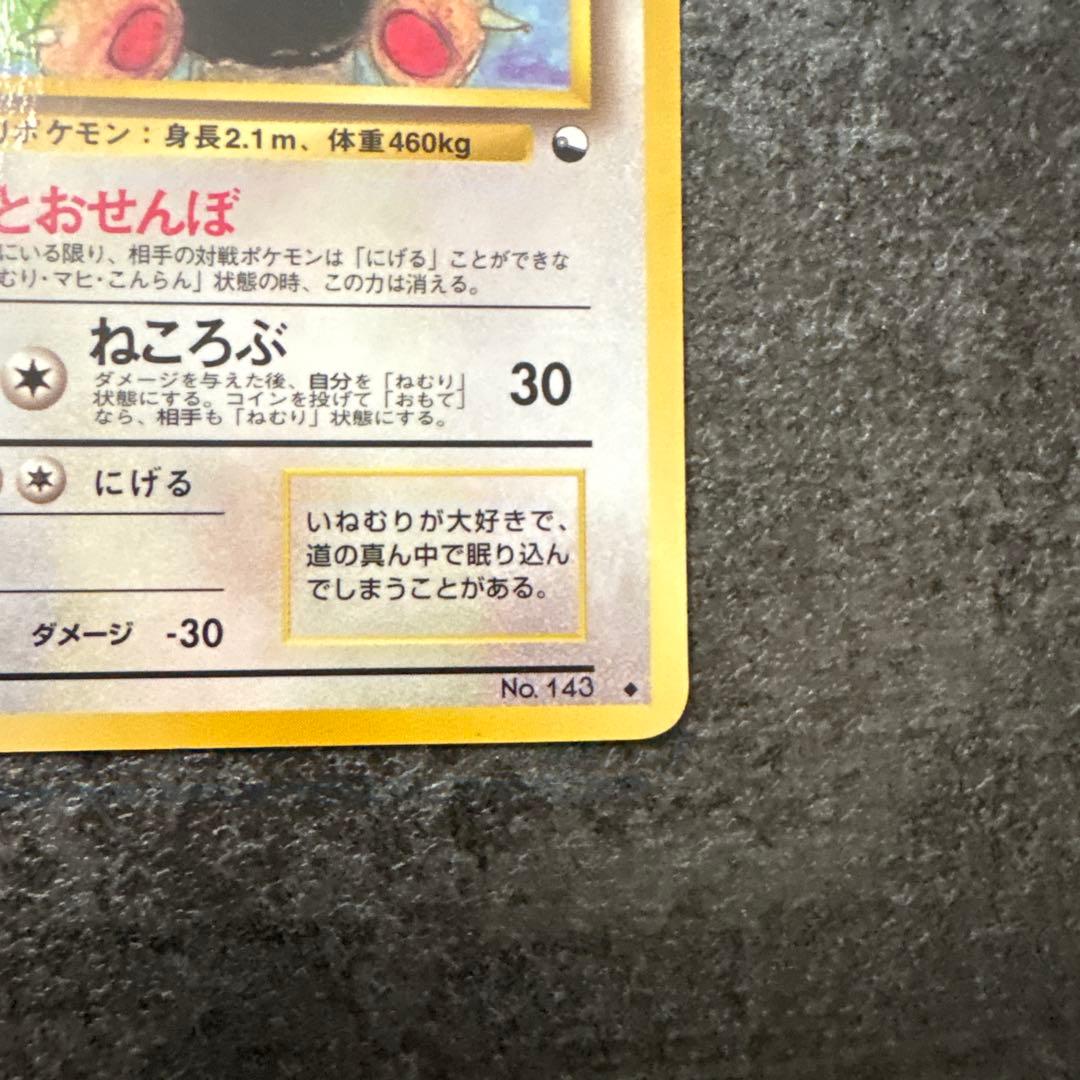 リポケモン：身長2.1m、体重460kg
とおせんぼ
にいる限り、相手の対戦ポケモンは「にげる」ことができな
むり・マヒ・こんらん」状態の時、この力は消える。
ねころぶ
ダメージを与えた後、自分を「ねむり」
状態にする。コインを投げて「おもて」
なら、相手も「ねむり」状態にする。
30
にげる
いねむりが大好きで、
道の真ん中で眠り込ん
でしまうことがある。
ダメージ -30
No. 143